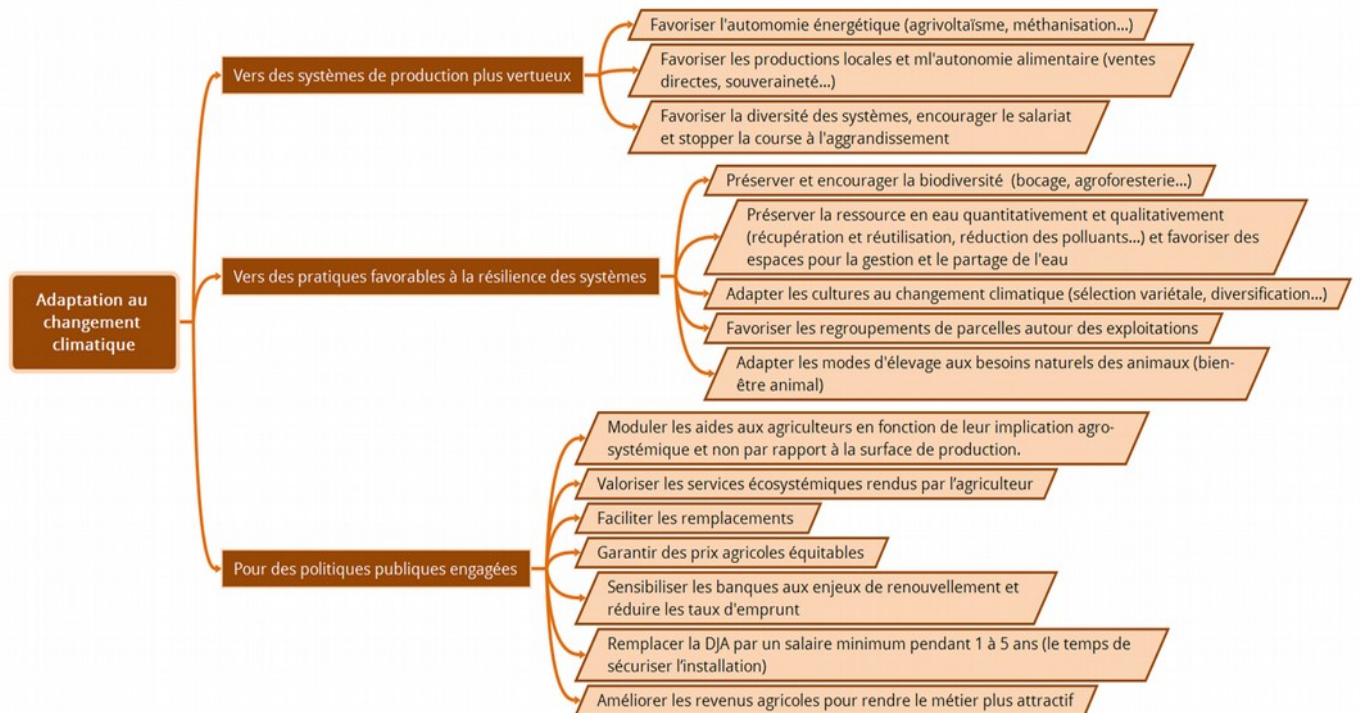 Adaptation au
changement
climatique
Vers des systèmes de production plus vertueux
Favoriser l'automomie énergétique (agrivoltaïsme, méthanisation...)
Favoriser les productions locales et ml'autonomie alimentaire (ventes
directes, souveraineté...)
Favoriser la diversité des systèmes, encourager le salariat
et stopper la course à l'aggrandissement
Vers des pratiques favorables à la résilience des systèmes
Préserver et encourager la biodiversité (bocage, agroforesterie...)
Préserver la ressource en eau quantitativement et qualitativement
(récupération et réutilisation, réduction des polluants...) et favoriser des
espaces pour la gestion et le partage de l'eau
Adapter les cultures au changement climatique (sélection variétale, diversification...)
Favoriser les regroupements de parcelles autour des exploitations
Adapter les modes d'élevage aux besoins naturels des animaux (bien-
être animal)
Pour des politiques publiques engagées
Moduler les aides aux agriculteurs en fonction de leur implication agro-
systémique et non par rapport à la surface de production.
Valoriser les services écosystémiques rendus par l’agriculteur
Faciliter les remplacements
Garantir des prix agricoles équitables
Sensibiliser les banques aux enjeux de renouvellement et
réduire les taux d'emprunt
Remplacer la DJA par un salaire minimum pendant 1 à 5 ans (le temps de
sécuriser l’installation)
Améliorer les revenus agricoles pour rendre le métier plus attractif